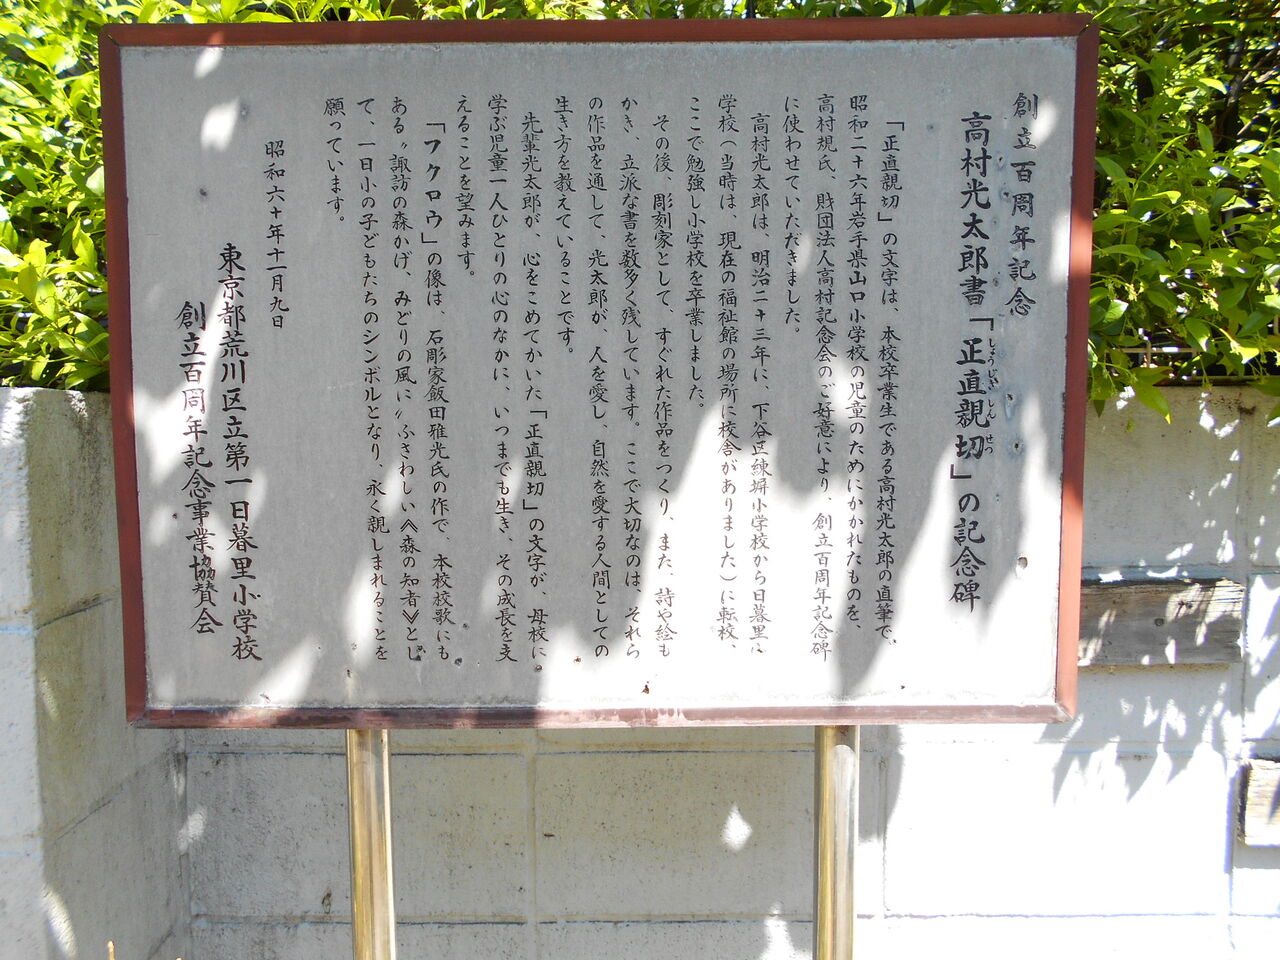 創立百周年記念
高村光太郎書「正直親切」の記念碑
しょうじきしんせつ
「正直親切」の文字は、本校卒業生である高村光太郎の直筆で、
昭和二十六年岩手県山口小学校の児童のためにかかれたものを、
高村規氏、財団法人高村記念会のご好意により、創立百周年記念碑
に使わせていただきました。
高村光太郎は、明治二十三年に、下谷区練塀小学校から日暮里小
学校（当時は、現在の福祉館の場所に校舎がありました）に転校、
ここで勉強し小学校を卒業しました。
その後、彫刻家として、すぐれた作品をつくり、また、詩や絵も
かき、立派な書を数多く残しています。ここで大切なのは、それら
の作品を通して、光太郎が、人を愛し、自然を愛する人間としての
生き方を教えていることです。
先輩光太郎が、心をこめてかいた「正直親切」の文字が、母校に
学ぶ児童一人ひとりの心のなかに、いつまでも生き、その成長を支
えることを望みます。
「フクロウ」の像は、石彫家飯田雅光氏の作で、本校校歌にも
ある〝諏訪の森かげ、みどりの風に〟ふさわしい《森の知者》とし
て、一日小の子どもたちのシンボルとなり、永く親しまれることを
願っています。
昭和六十年十一月九日
東京都荒川区立第一日暮里小学校
創立百周年記念事業協賛会